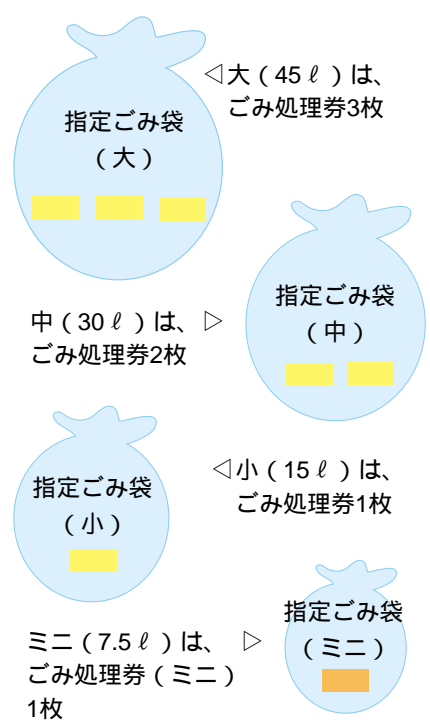 ◁大（45ℓ）は、
ごみ処理券3枚
指定ごみ袋
（大）
指定ごみ袋
（中）
中（30ℓ）は、▷
ごみ処理券2枚
指定ごみ袋
（小）
◁小（15ℓ）は、
ごみ処理券1枚
指定ごみ袋
（ミニ）
ミニ（7.5ℓ）は、▷
ごみ処理券（ミニ）
1枚